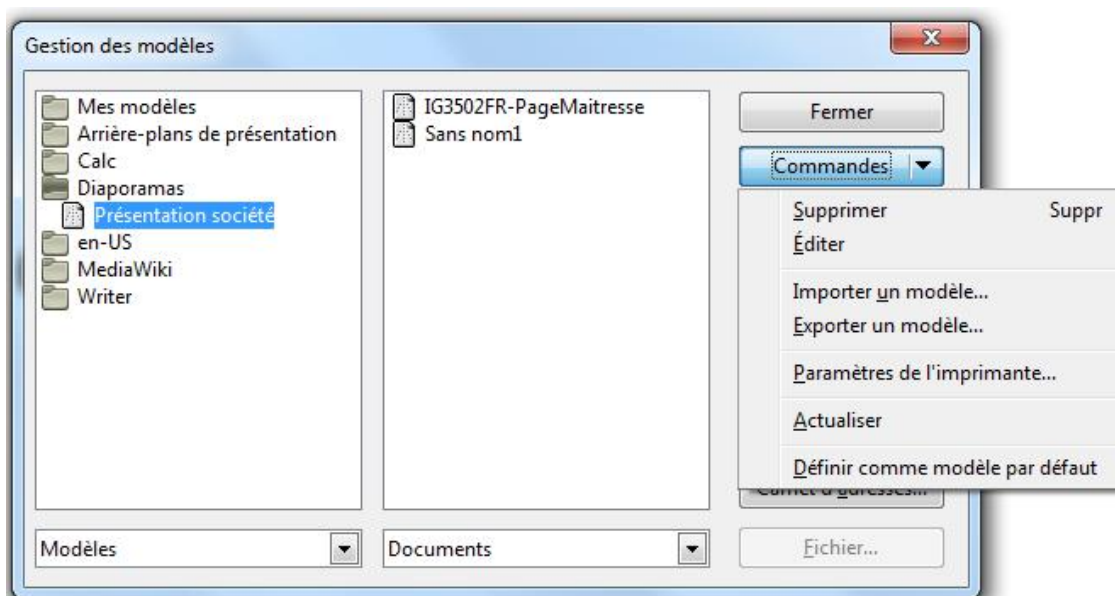 Gestion des modèles
Mes modèles
Arrière-plans de présentation
Calc
Diaporamas
Présentation société
en-US
MediaWiki
Writer
Modèles
IG3502FR-PageMaitresse
Sans nom1
Documents
Fermer
Commandes
Supprimer Suppr
Éditer
Importer un modèle...
Exporter un modèle...
Paramètres de l'imprimante...
Actualiser
Définir comme modèle par défaut
Carnet d'adresses...
Fichier...